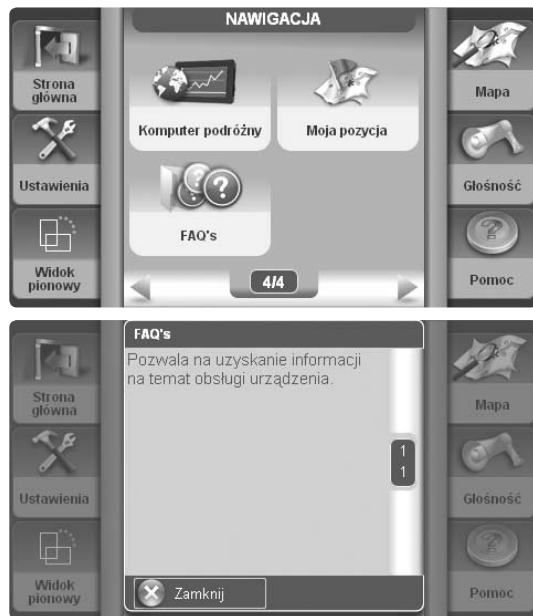 NAWIGACJA
Strona
główna
Komputer podróżny
Moja pozycja
Mapa
Ustawienia
FAQ's
Głośność
Widok
pionowy
4/4
Pomoc
FAQ's
Pozwala na uzyskanie informacji
na temat obsługi urządzenia.
Strona
główna
Mapa
1
1
Ustawienia
Głośność
Widok
pionowy
Zamknij
Pomoc